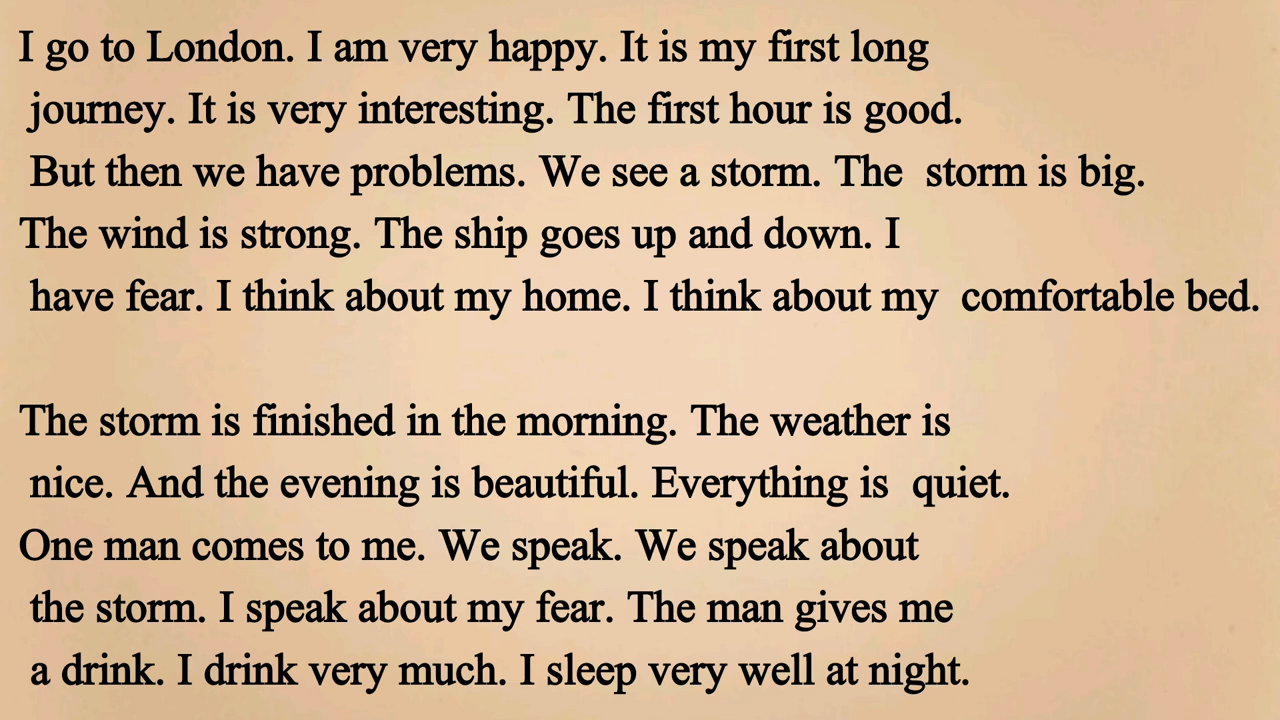 I go to London. I am very happy. It is my first long
journey. It is very interesting. The first hour is good.
But then we have problems. We see a storm. The  storm is big.
The wind is strong. The ship goes up and down. I
have fear. I think about my home. I think about my  comfortable bed.

The storm is finished in the morning. The weather is
nice. And the evening is beautiful. Everything is  quiet.
One man comes to me. We speak. We speak about
the storm. I speak about my fear. The man gives me
a drink. I drink very much. I sleep very well at night.